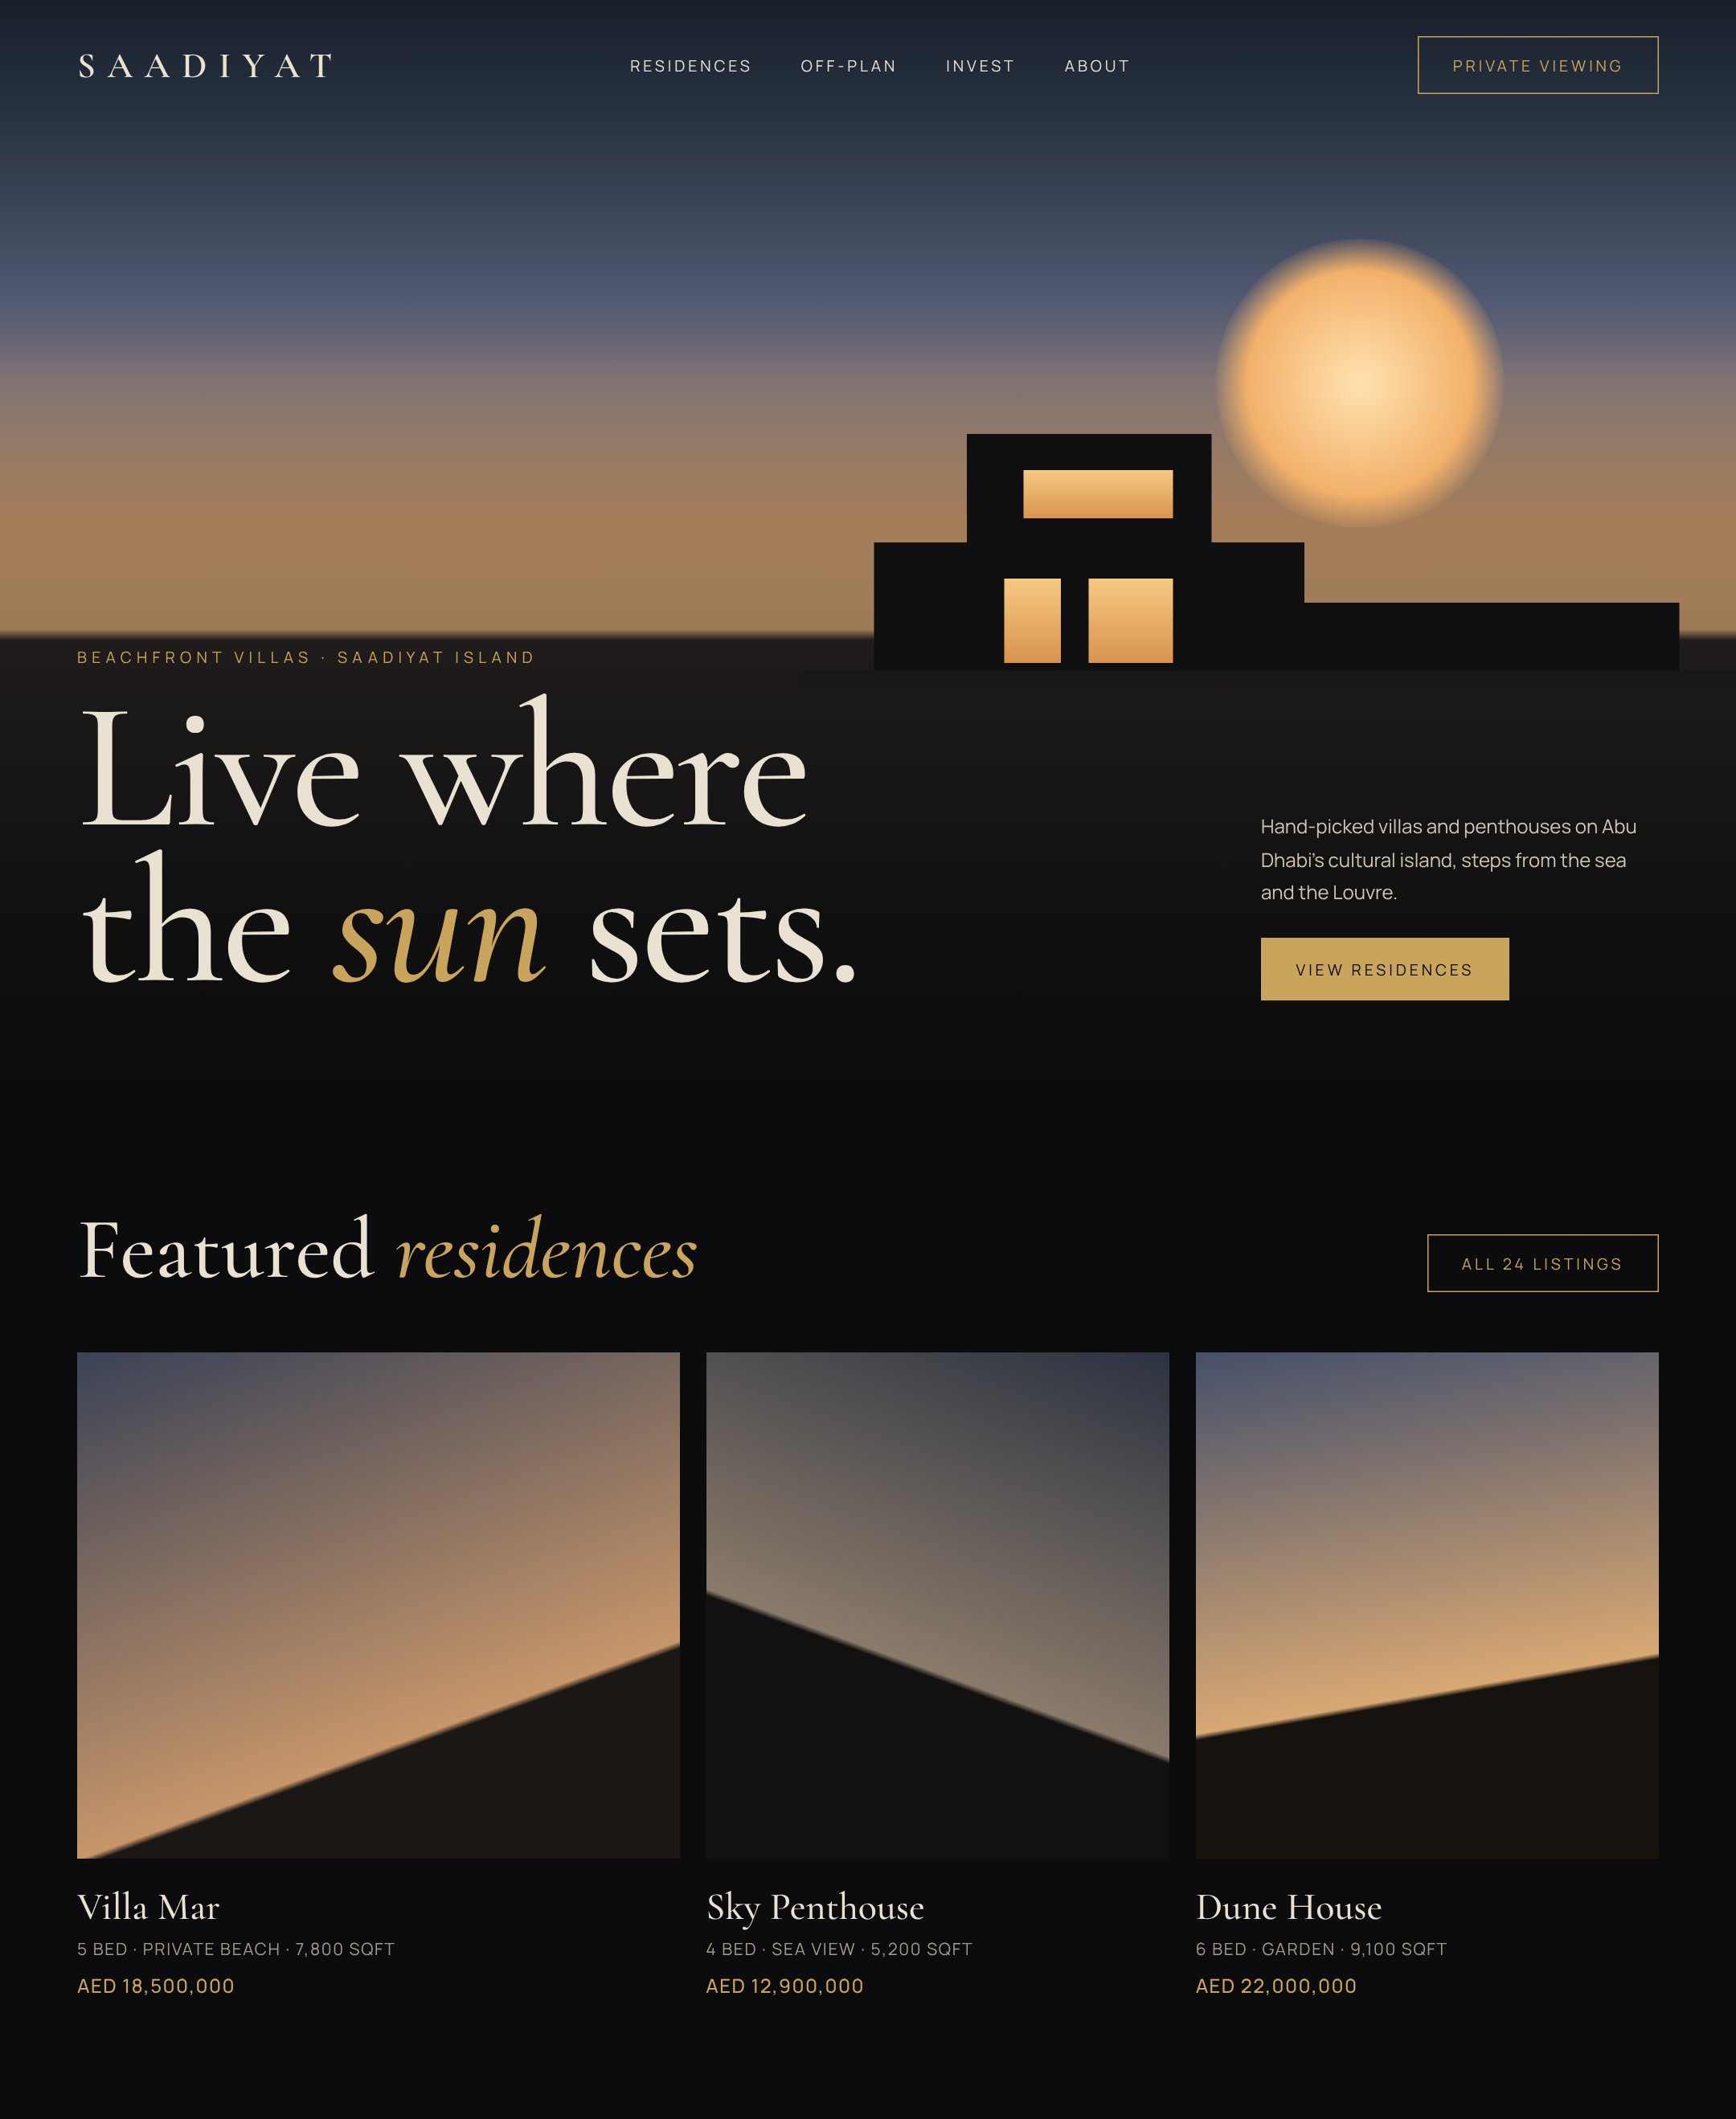 SAADIYAT
RESIDENCES
OFF-PLAN
INVEST
ABOUT
PRIVATE VIEWING
BEACHFRONT VILLAS · SAADIYAT ISLAND
Live where
the sun sets.
Hand-picked villas and penthouses on Abu
Dhabi’s cultural island, steps from the sea
and the Louvre.
VIEW RESIDENCES
Featured residences
ALL 24 LISTINGS
Villa Mar
5 BED · PRIVATE BEACH · 7,800 SQFT
AED 18,500,000
Sky Penthouse
4 BED · SEA VIEW · 5,200 SQFT
AED 12,900,000
Dune House
6 BED · GARDEN · 9,100 SQFT
AED 22,000,000